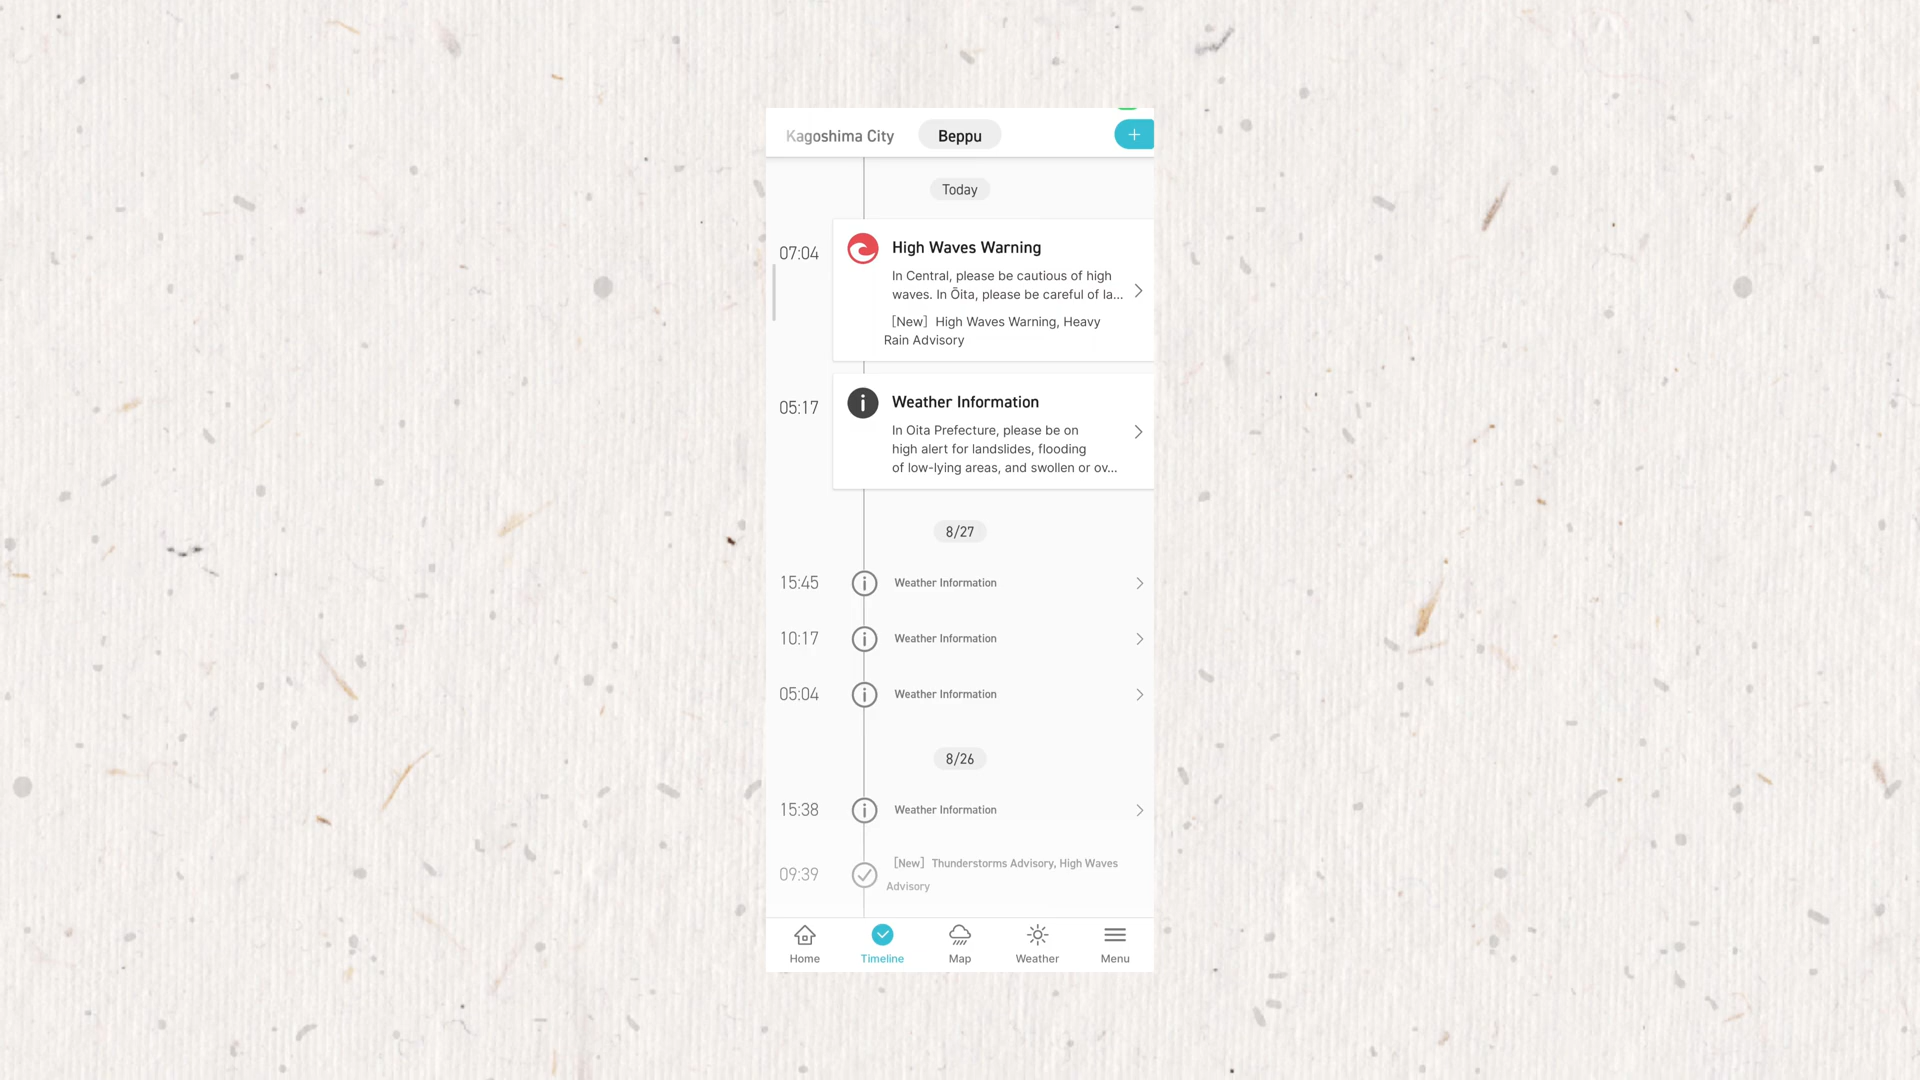 Kagoshima City
Beppu
+
Today
07:04
High Waves Warning
In Central, please be cautious of high
waves. In Ōita, please be careful of la...
[New] High Waves Warning, Heavy
Rain Advisory
05:17
Weather Information
In Oita Prefecture, please be on
high alert for landslides, flooding
of low-lying areas, and swollen or ov...
8/27
15:45
Weather Information
10:17
Weather Information
05:04
Weather Information
8/26
15:38
Weather Information
09:39
[New] Thunderstorms Advisory, High Waves
Advisory
Home
Timeline
Map
Weather
Menu